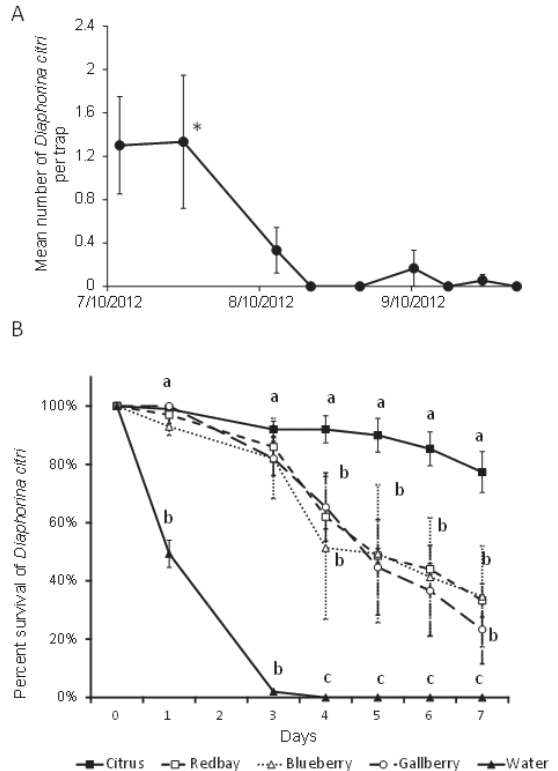 A
Mean number of Diaphorina citri
per trap
2.4
2
1.6
1.2
0.8
0.4
0
*
7/10/2012
8/10/2012
9/10/2012
B
Percent survival of Diaphorina citri
100%
80%
60%
40%
20%
0%
a
a
a
a
a
a
b
b
b
b
b
b
b
b
c
c
c
c
0
1
2
3
4
5
6
7
Days
Citrus
Redbay
Blueberry
Gallberry
Water